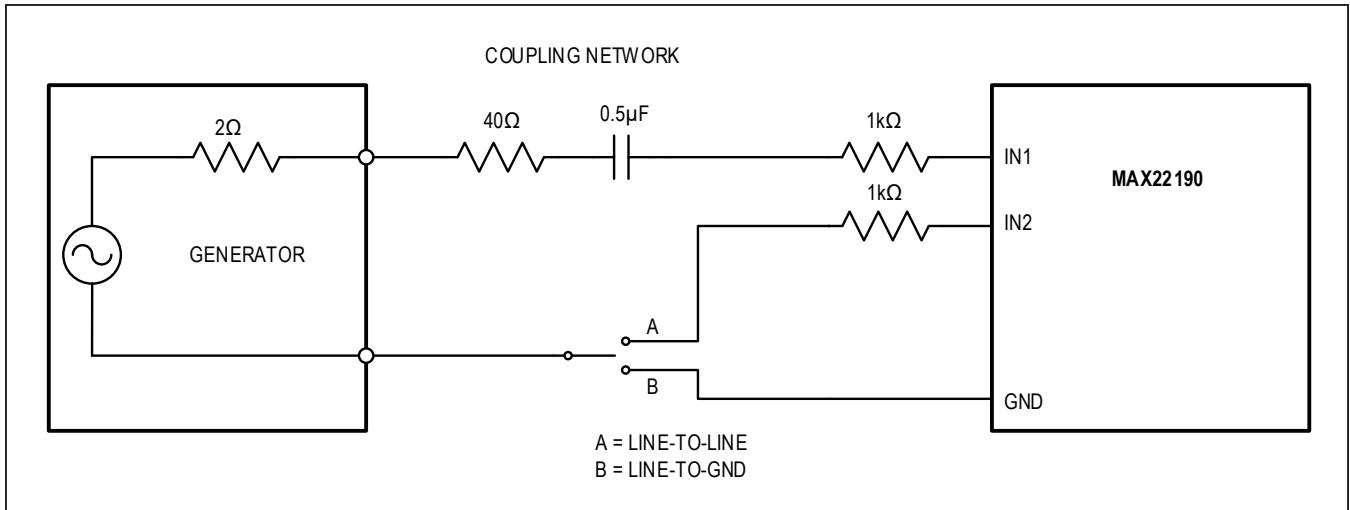 COUPLING NETWORK
2Ω
40Ω
0.5µF
1kΩ
IN1
MAX22190
1kΩ
IN2
GENERATOR
A
B
GND
A = LINE-TO-LINE
B = LINE-TO-GND